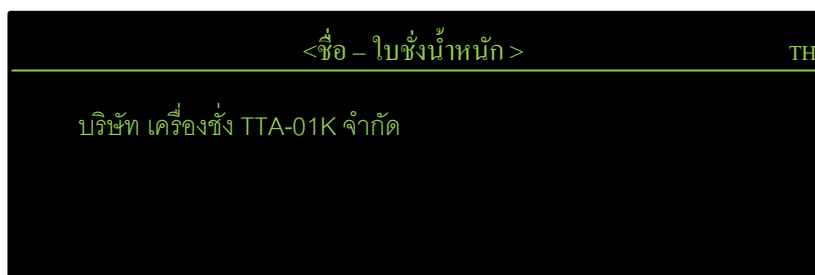 <ชื่อ – ใบชั่งน้ำหนัก >
TH
บริษัท เครื่องชั่ง TTA-01K จำกัด